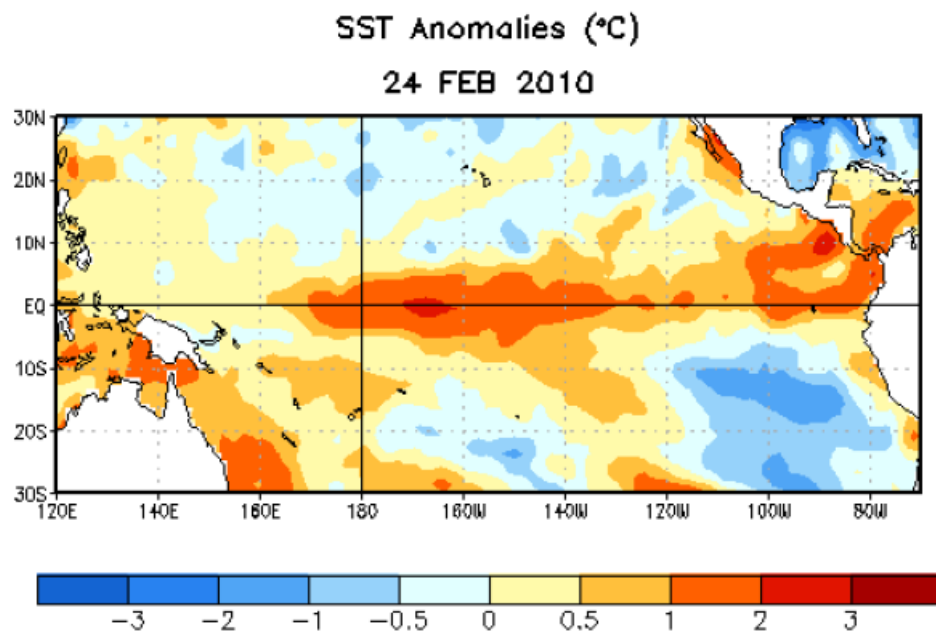 SST Anomalies (°C)
24 FEB 2010
30N
20N
10N
EQ
10S
20S
30S
120E 140E 160E 180 160W 140W 120W 100W 80W
-3 -2 -1 -0.5 0 0.5 1 2 3